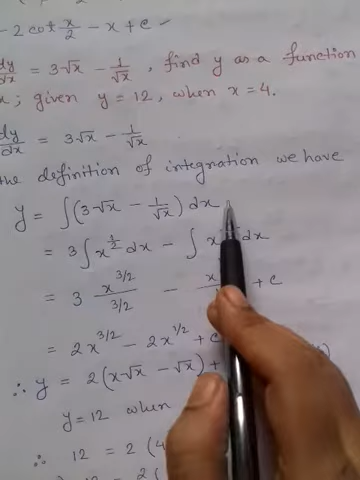 - 2 cot x/2 - x + c
dy/dx = 3√x - 1/√x, find y as a function
x; given y = 12, when x = 4.
dy/dx = 3√x - 1/√x
the definition of integration we have
y = ∫(3√x - 1/√x) dx
= 3∫ x^(1/2) dx - ∫ x dx
= 3 x^(3/2)/(3/2) - x + c
= 2x^(3/2) - 2x^(1/2) + c
∴ y = 2(x√x - √x) +
y = 12 when
∴ 12 = 2 (4